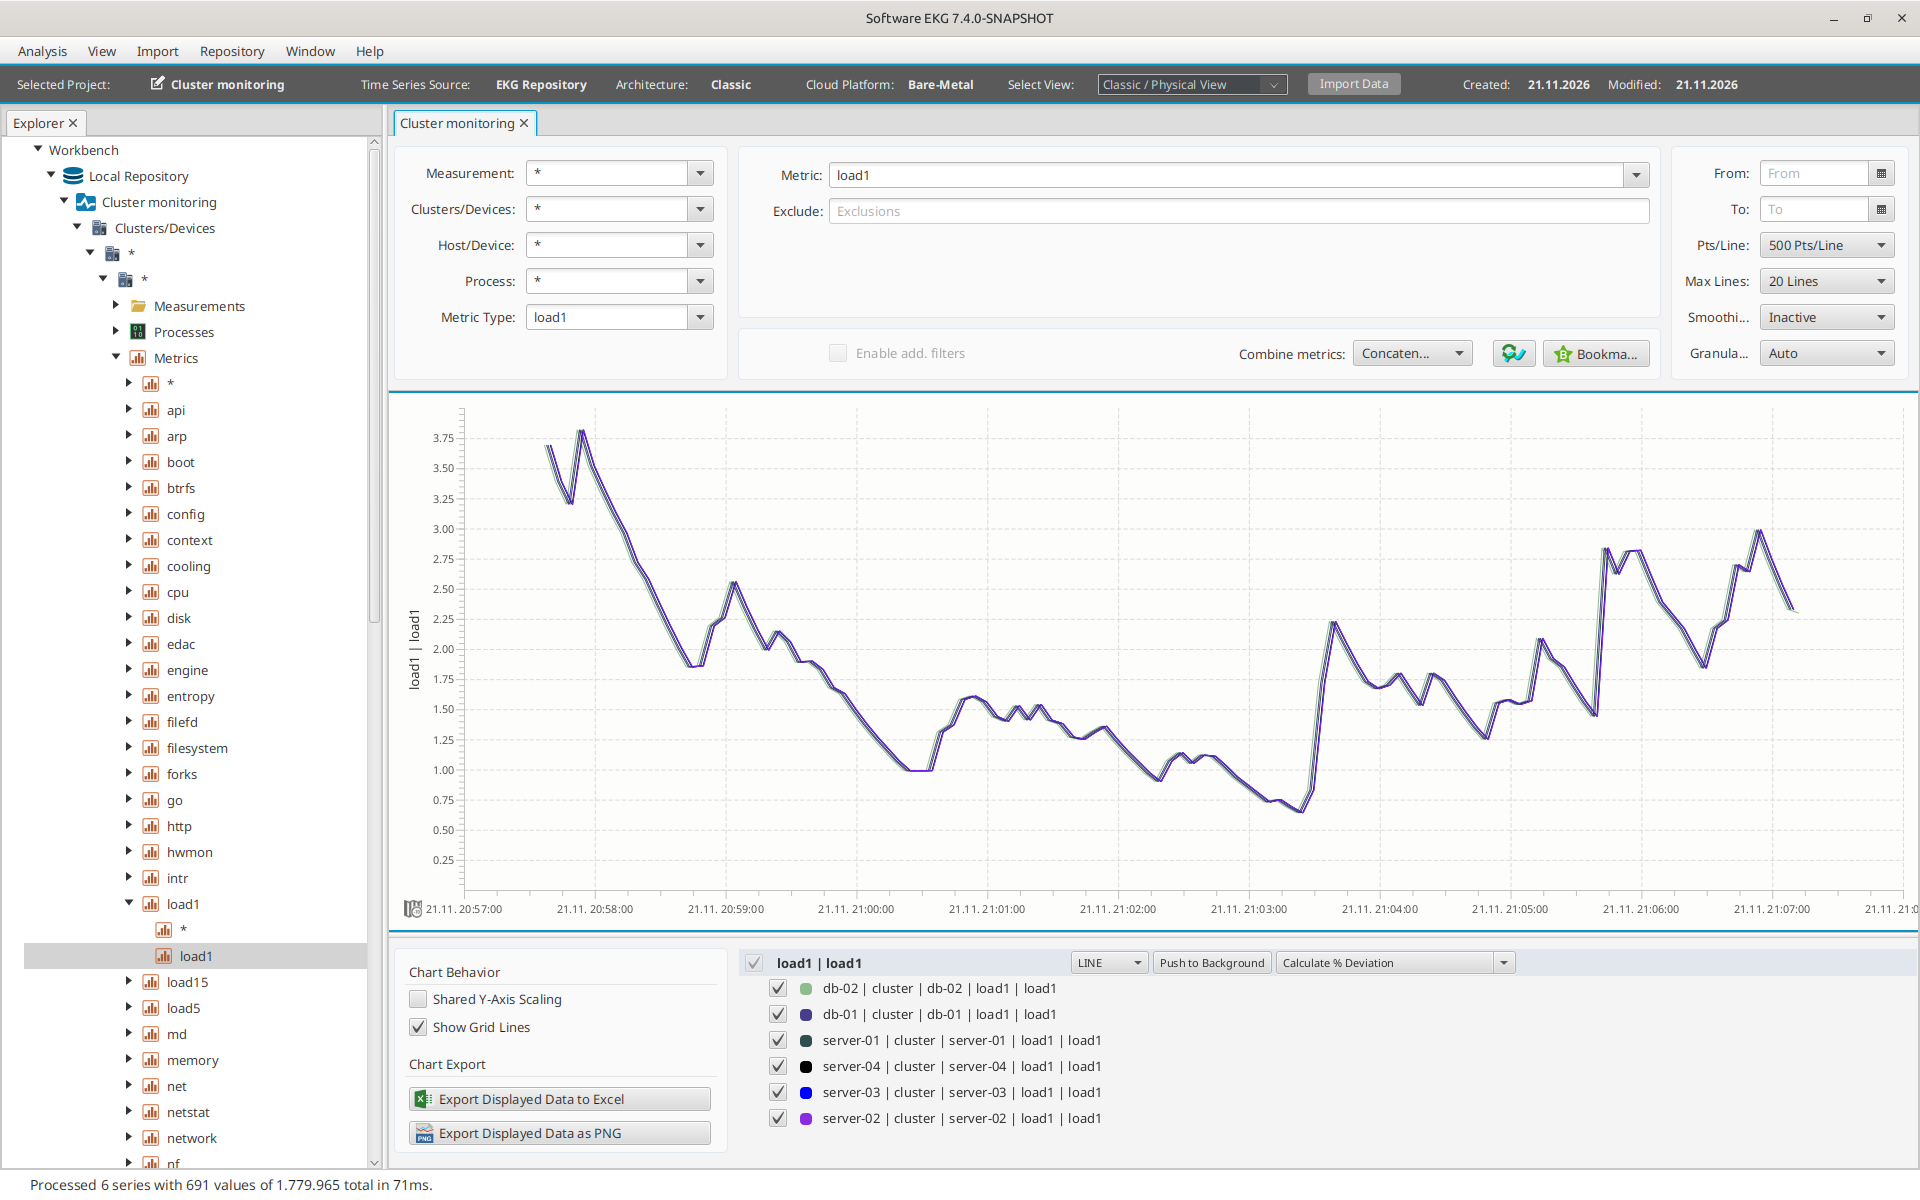 Software EKG 7.4.0-SNAPSHOT
Analysis View Import Repository Window Help
Selected Project: Cluster monitoring Time Series Source: EKG Repository Architecture: Classic Cloud Platform: Bare-Metal Select View: Classic / Physical View Import Data Created: 21.11.2026 Modified: 21.11.2026
Explorer
Workbench
Local Repository
Cluster monitoring
Clusters/Devices
*
*
Measurements
Processes
Metrics
*
api
arp
boot
btrfs
config
context
cooling
cpu
disk
edac
engine
entropy
filefd
filesystem
forks
go
http
hwmon
intr
load1
*
load1
load15
load5
md
memory
net
netstat
network
nf
Cluster monitoring
Measurement: *
Clusters/Devices: *
Host/Device: *
Process: *
Metric Type: load1
Metric: load1
Exclude: Exclusions
Enable add. filters
Combine metrics: Concaten... Bookma...
From: From
To: To
Pts/Line: 500 Pts/Line
Max Lines: 20 Lines
Smoothi... Inactive
Granula... Auto
load1 | load1
3.75
3.50
3.25
3.00
2.75
2.50
2.25
2.00
1.75
1.50
1.25
1.00
0.75
0.50
0.25
21.11.20:57:00 21.11.20:58:00 21.11.20:59:00 21.11.21:00:00 21.11.21:01:00 21.11.21:02:00 21.11.21:03:00 21.11.21:04:00 21.11.21:05:00 21.11.21:06:00 21.11.21:07:00 21.11.21:0
Chart Behavior
Shared Y-Axis Scaling
Show Grid Lines
Chart Export
Export Displayed Data to Excel
PNG Export Displayed Data as PNG
load1 | load1 LINE Push to Background Calculate % Deviation
db-02 | cluster | db-02 | load1 | load1
db-01 | cluster | db-01 | load1 | load1
server-01 | cluster | server-01 | load1 | load1
server-04 | cluster | server-04 | load1 | load1
server-03 | cluster | server-03 | load1 | load1
server-02 | cluster | server-02 | load1 | load1
Processed 6 series with 691 values of 1.779.965 total in 71ms.